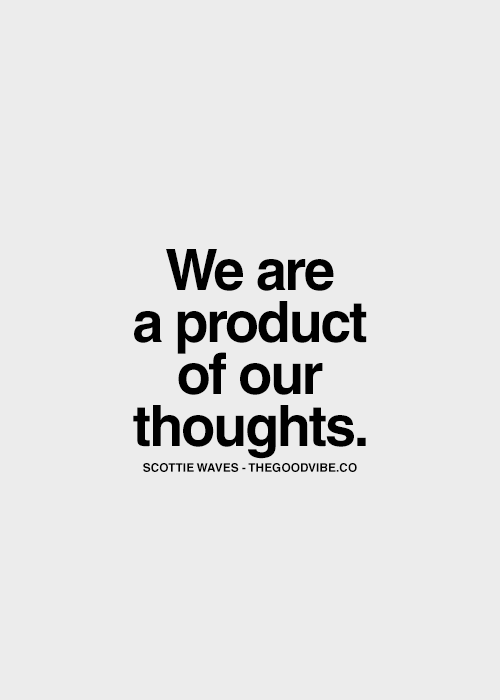 We are
a product
of our
thoughts.
SCOTTIE WAVES - THEGOODVIBE.CO